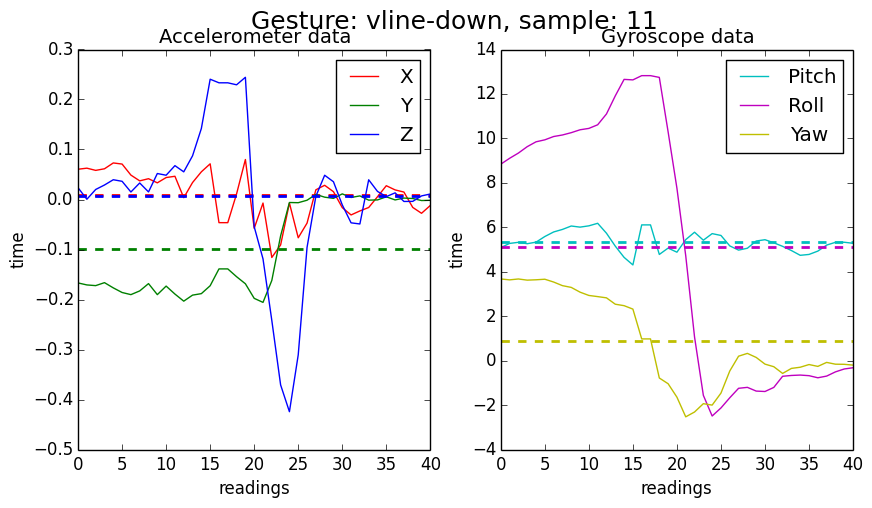 Gesture: vline-down, sample: 11
Accelerometer data
0.3
0.2
0.1
0.0
−0.1
−0.2
−0.3
−0.4
−0.5
time
X
Y
Z
0 5 10 15 20 25 30 35 40
readings
Gyroscope data
14
12
10
8
6
4
2
0
−2
−4
time
Pitch
Roll
Yaw
0 5 10 15 20 25 30 35 40
readings